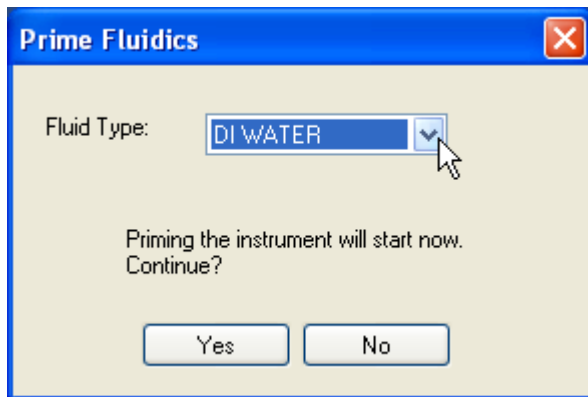 Prime Fluidics
Fluid Type:
DI WATER
Priming the instrument will start now.
Continue?
Yes
No